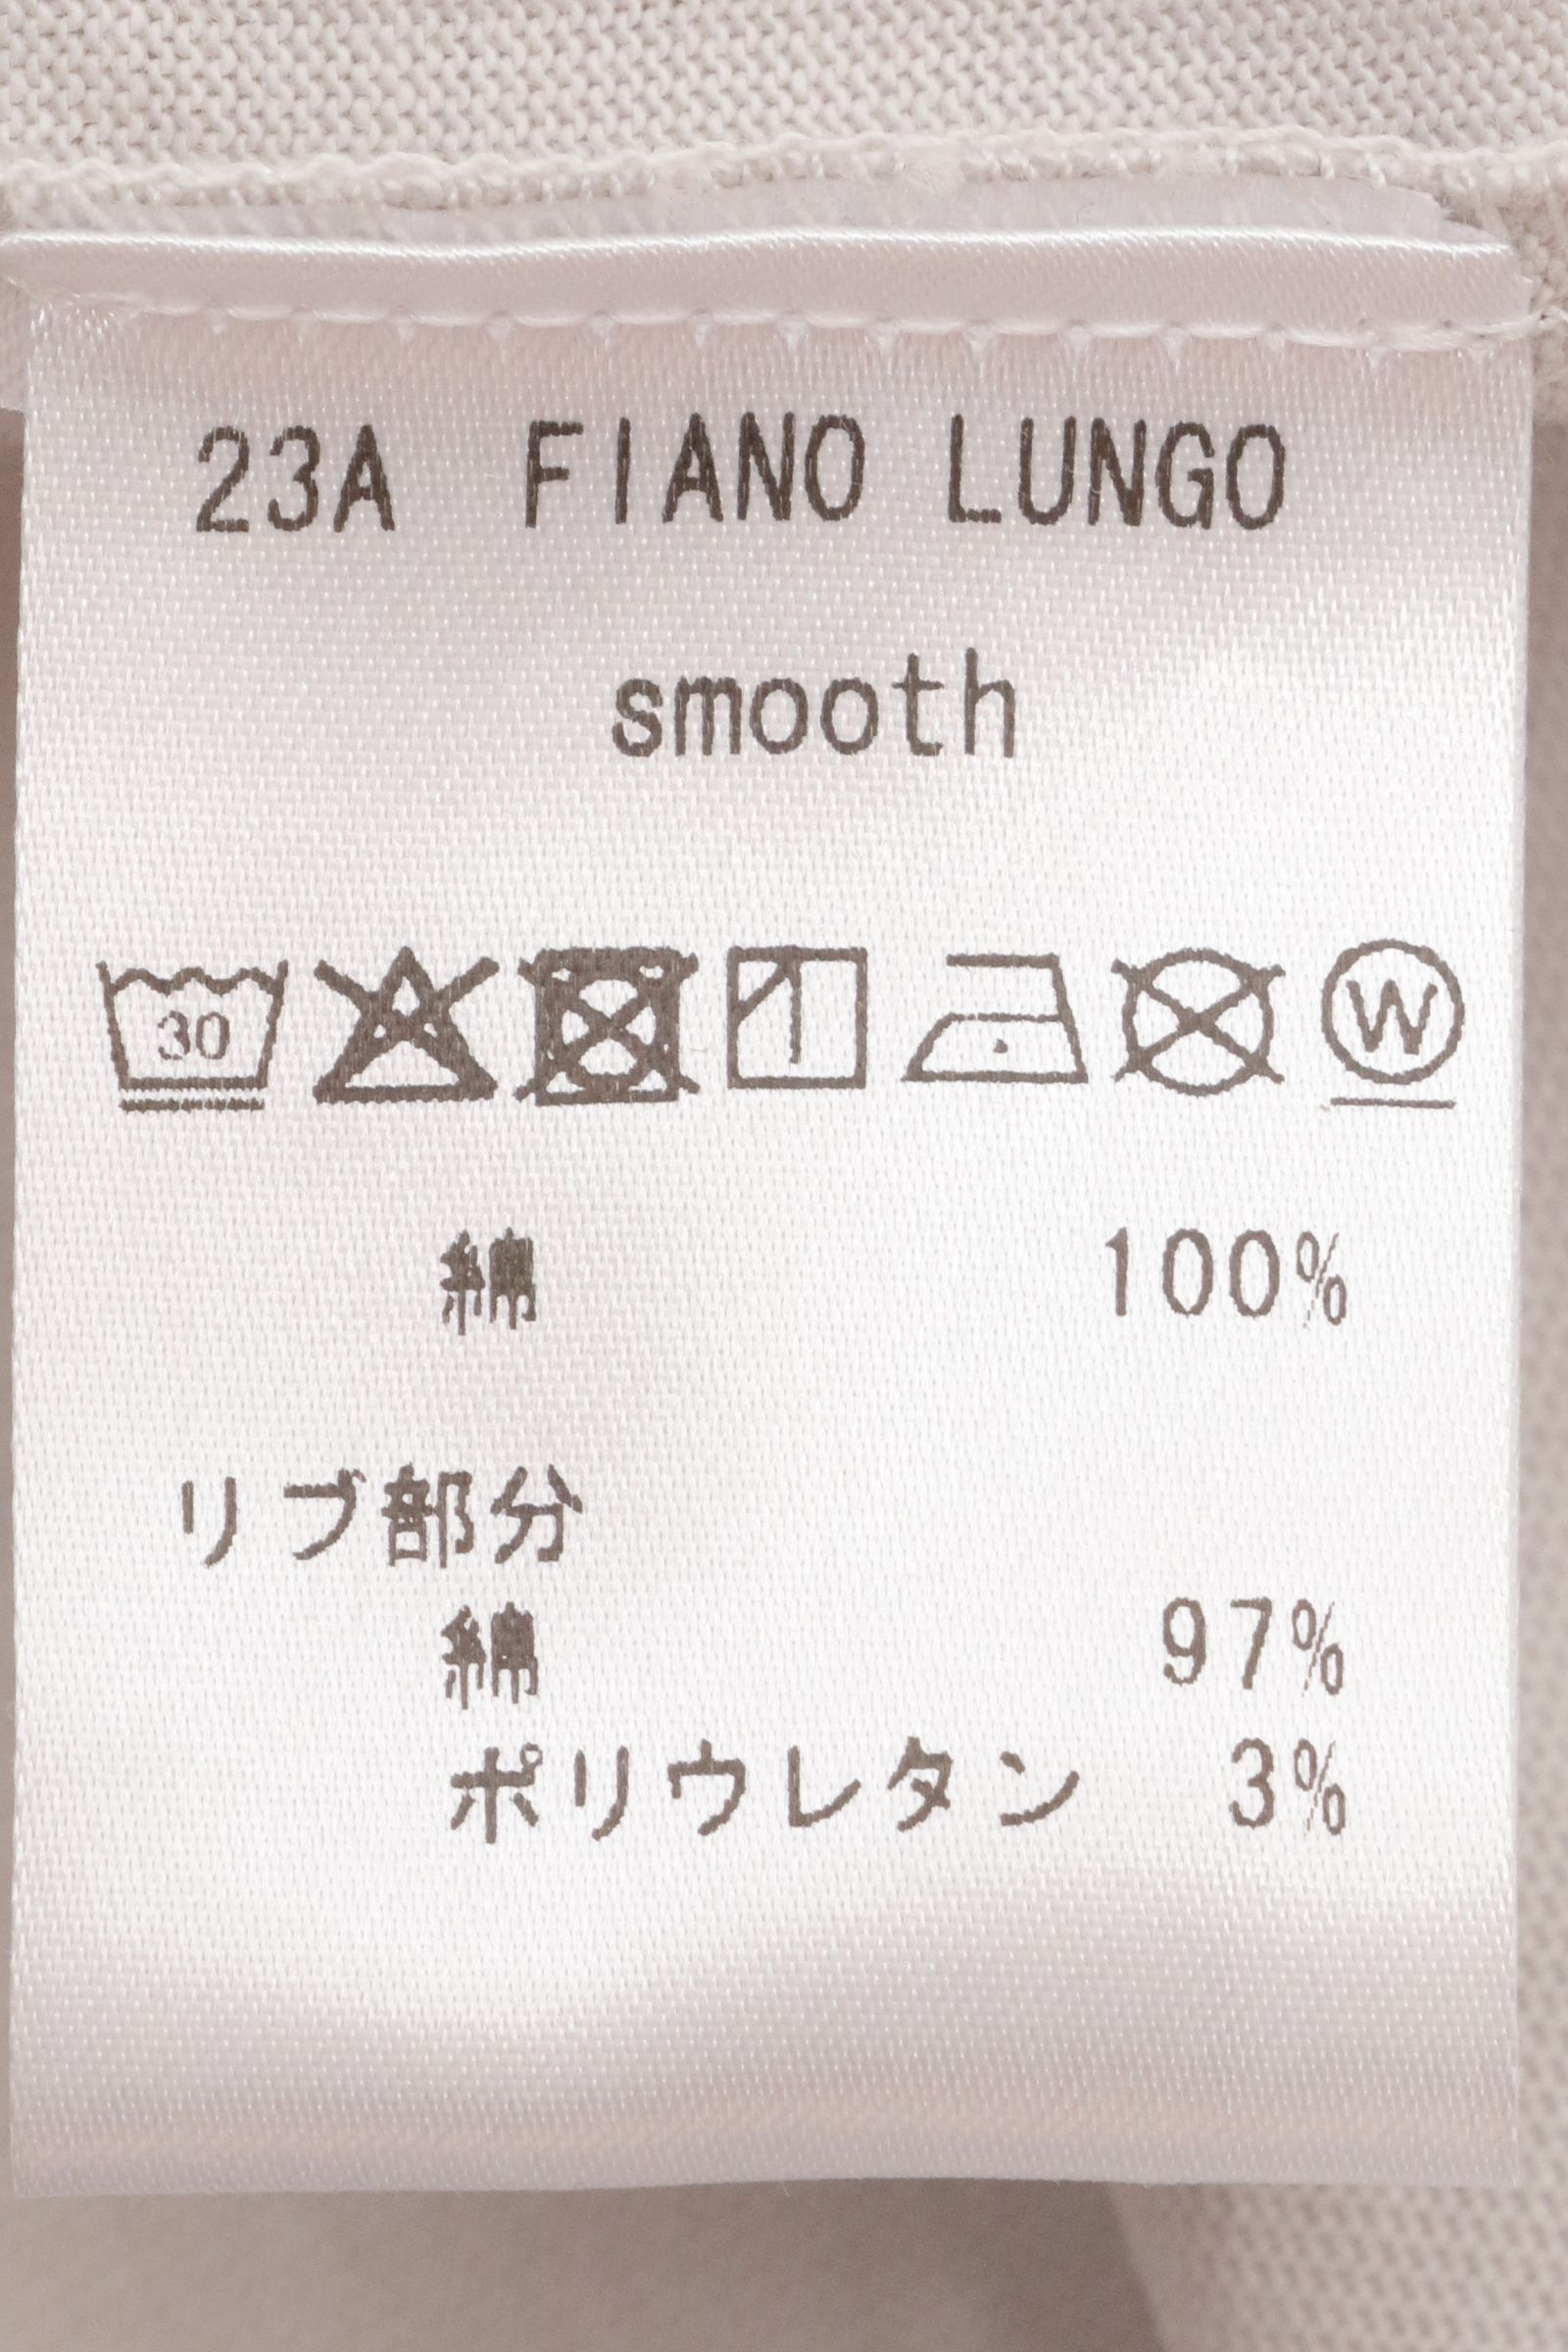 23A FIANO LUNGO
smooth
30 W
綿 100%
リブ部分
綿 97%
ポリウレタン 3%